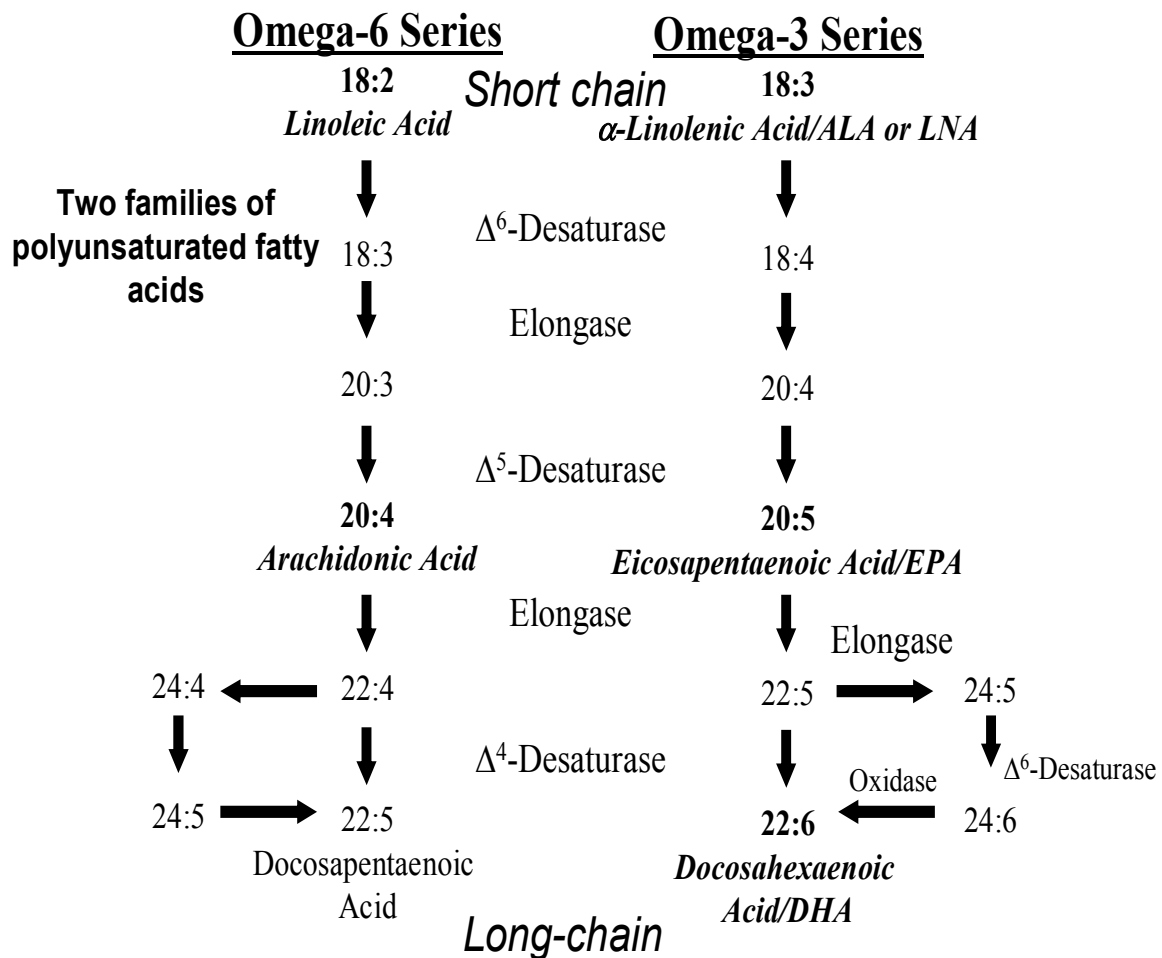 Omega-6 Series Omega-3 Series
18:2 Short chain 18:3
Linoleic Acid α-Linolenic Acid/ALA or LNA
Two families of
polyunsaturated fatty
acids
Δ⁶-Desaturase
18:3 18:4
Elongase
20:3 20:4
Δ⁵-Desaturase
20:4 20:5
Arachidonic Acid Eicosapentaenoic Acid/EPA
Elongase
Elongase
24:4 22:4 22:5 24:5
Δ⁴-Desaturase
Δ⁶-Desaturase
Oxidase
24:5 22:5 22:6 24:6
Docosapentaenoic
Acid
Docosahexaenoic
Acid/DHA
Long-chain